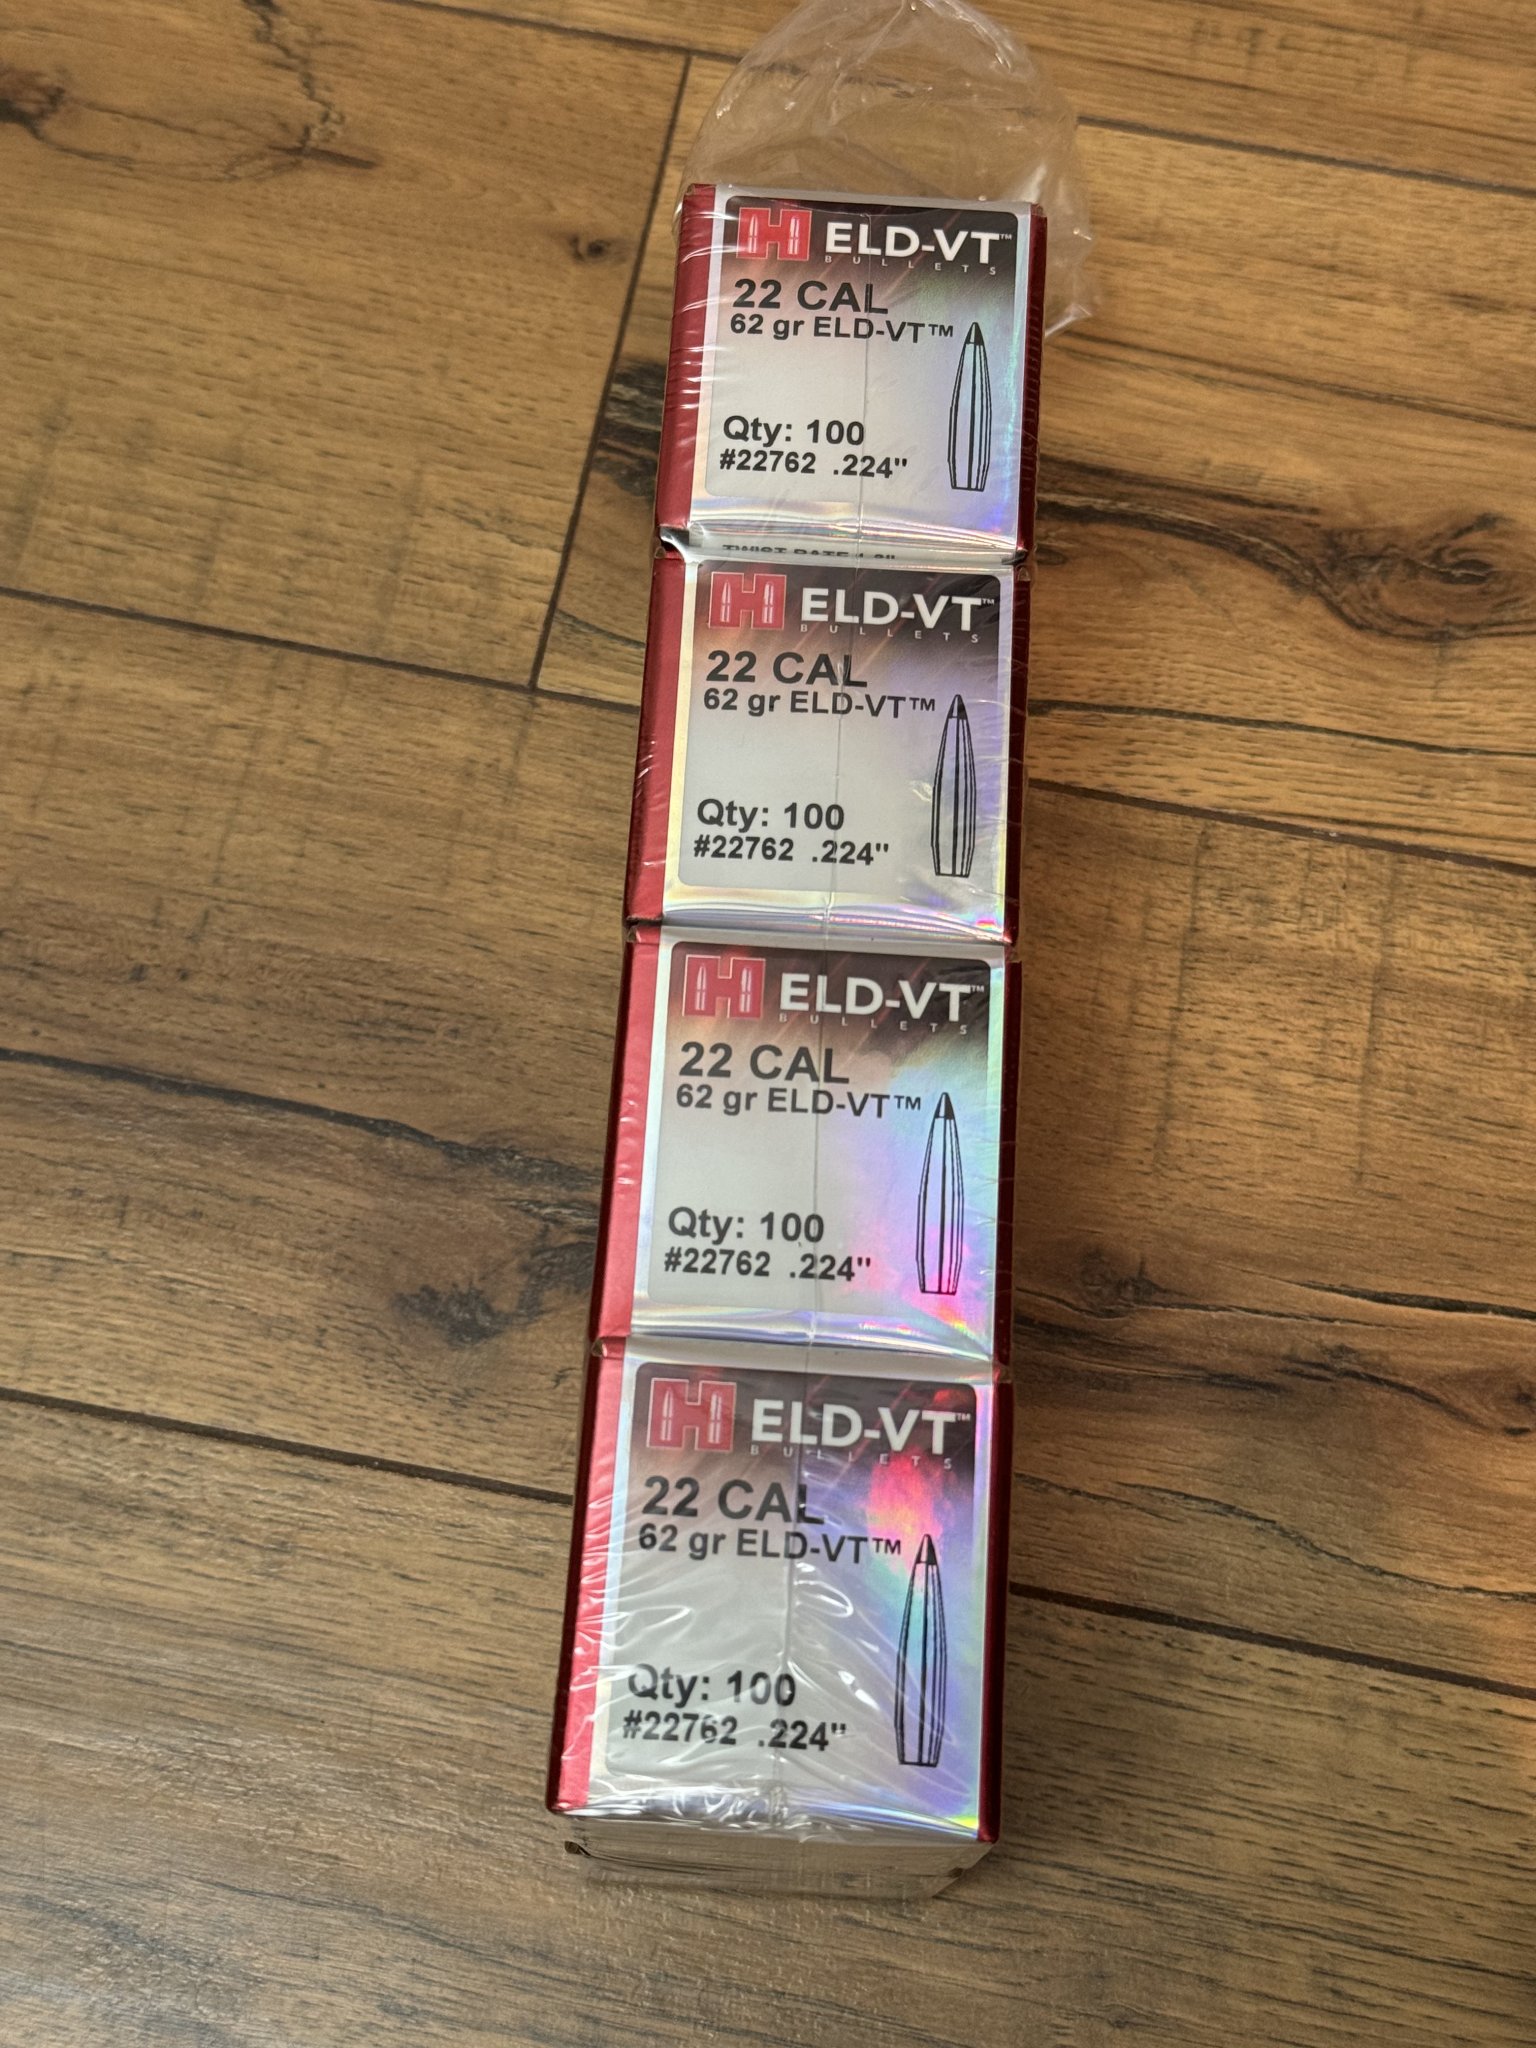 ELD-VT™
BULLETS
22 CAL
62 gr ELD-VT™
Qty: 100
#22762 .224"
TWIST RATE
ELD-VT™
BULLETS
22 CAL
62 gr ELD-VT™
Qty: 100
#22762 .224"
ELD-VT™
BULLETS
22 CAL
62 gr ELD-VT™
Qty: 100
#22762 .224"
ELD-VT™
BULLETS
22 CAL
62 gr ELD-VT™
Qty: 100
#22762 .224"